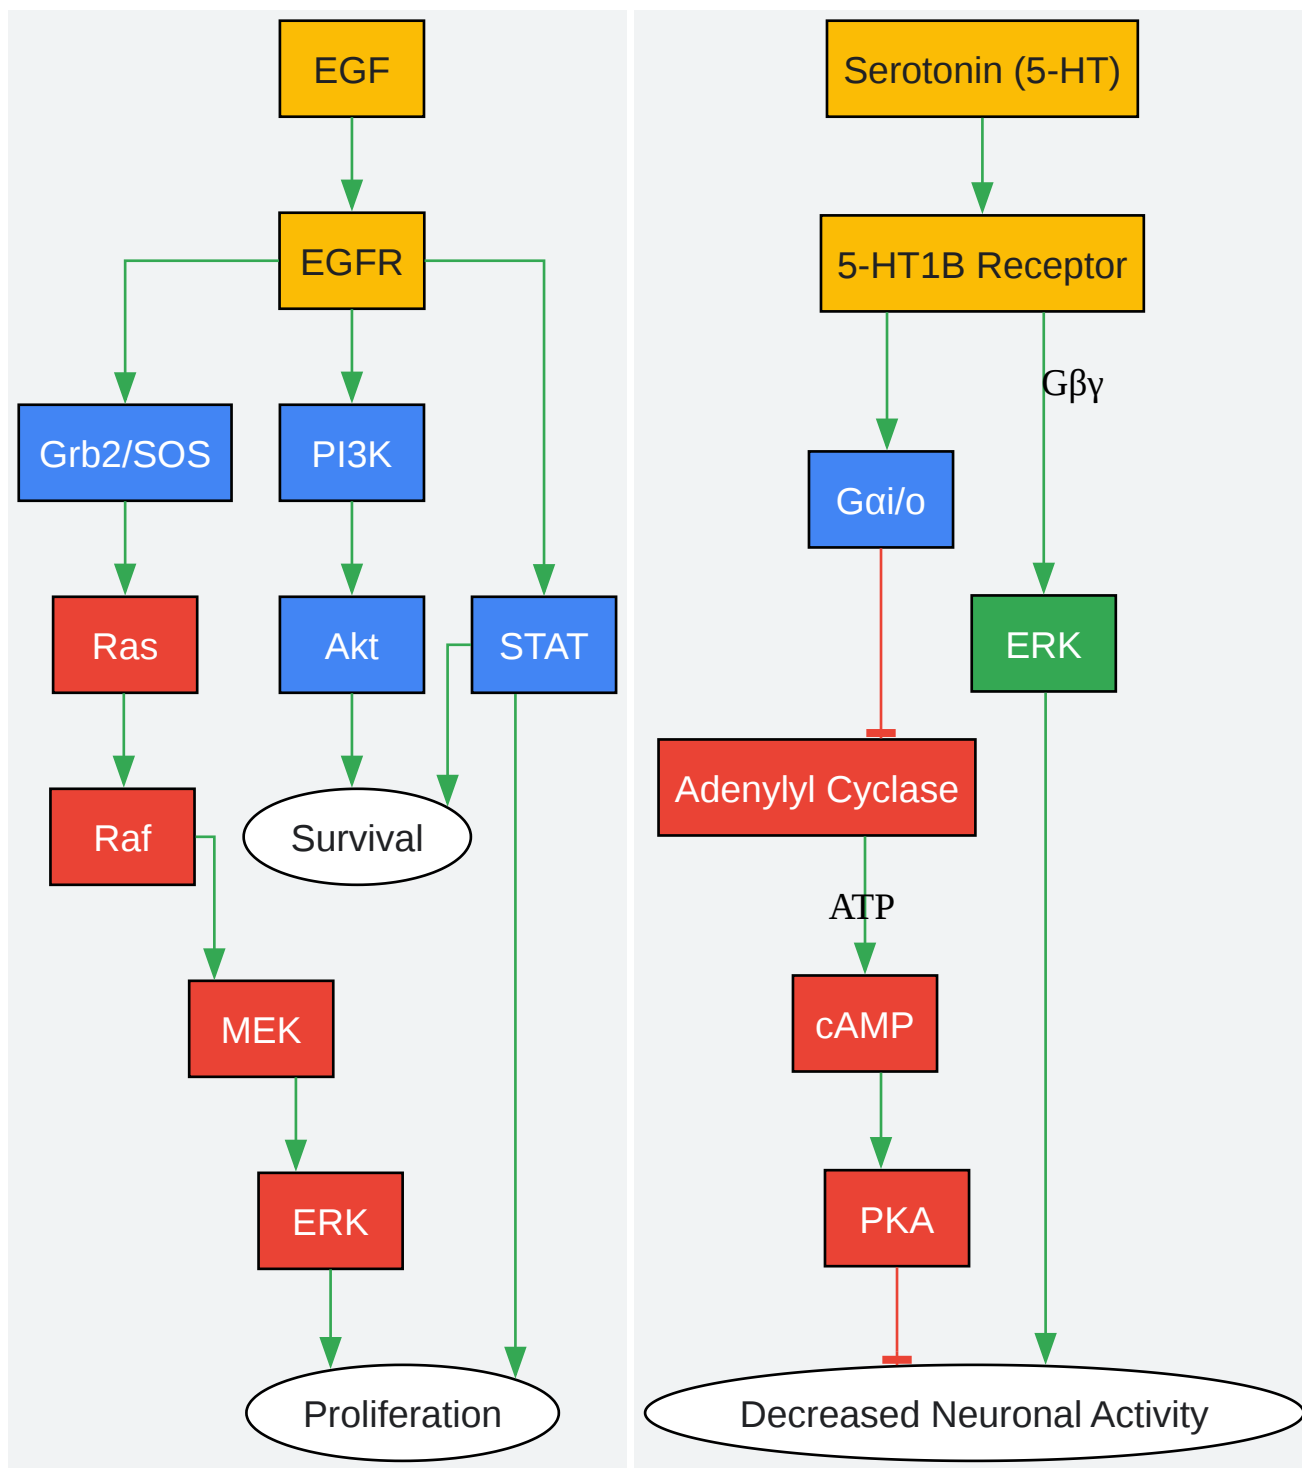 EGF
EGFR
Grb2/SOS
PI3K
Ras
Akt
STAT
Raf
Survival
MEK
ERK
Proliferation
Serotonin (5-HT)
5-HT1B Receptor
Gβγ
Gαi/o
ERK
Adenylyl Cyclase
ATP
cAMP
PKA
Decreased Neuronal Activity